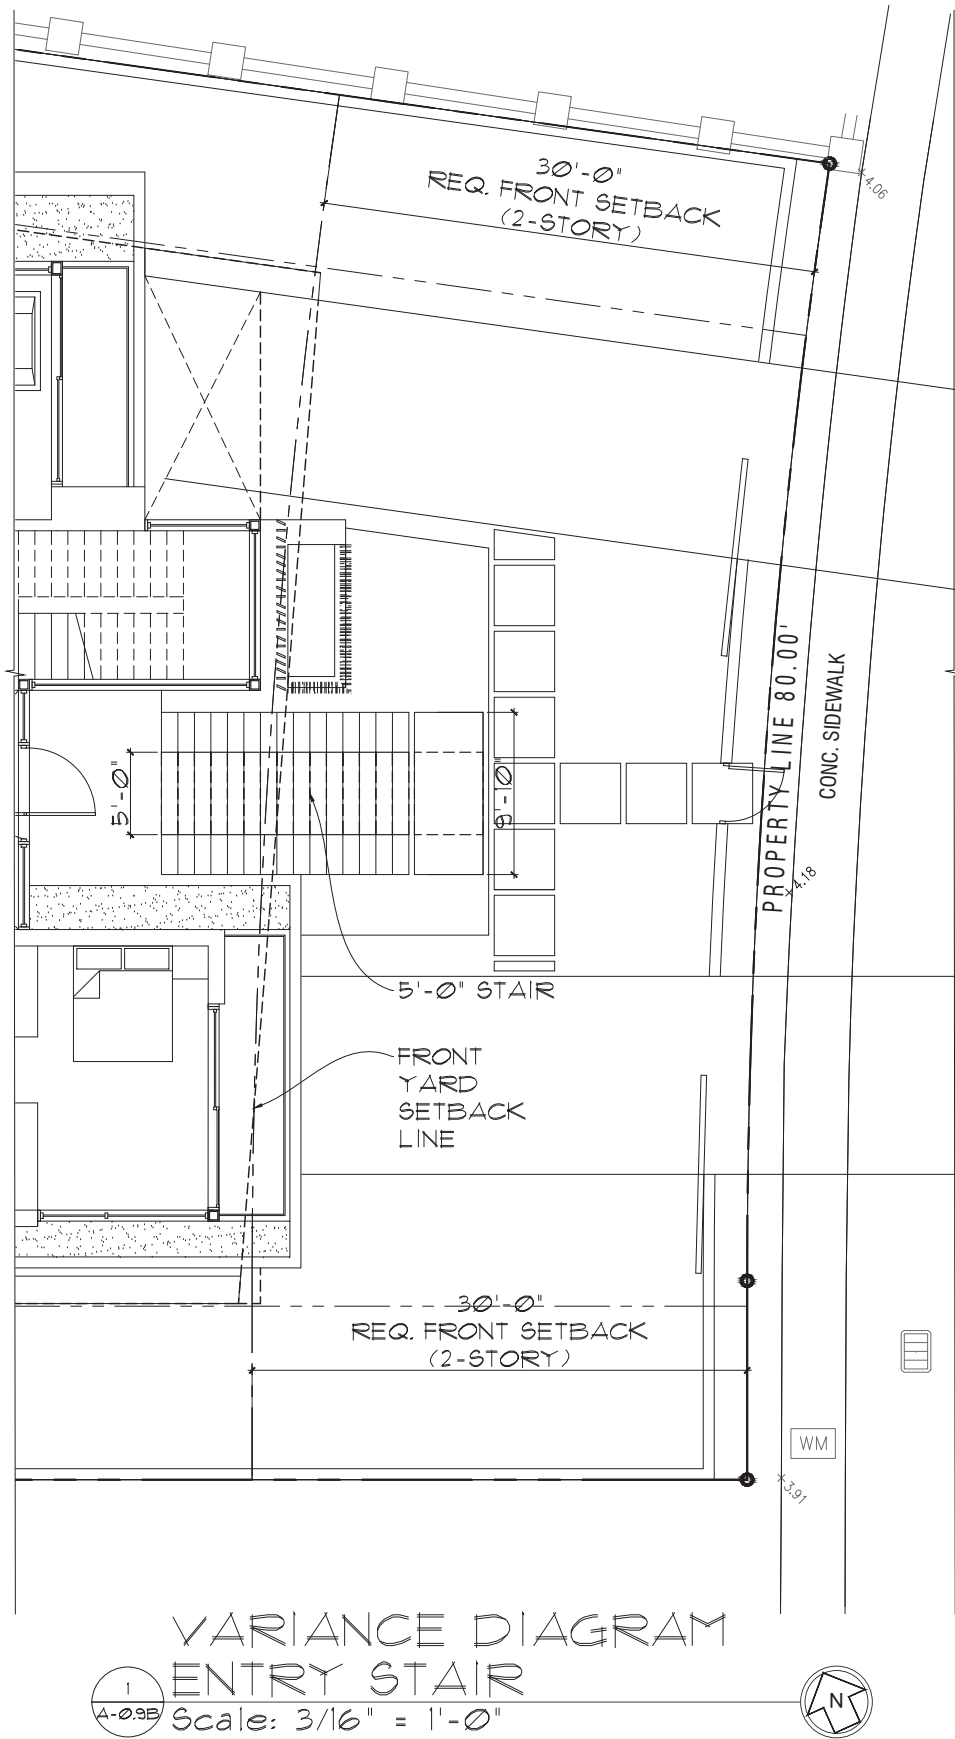 30'-0"
REQ. FRONT SETBACK
(2-STORY)
4.06
PROPERTY LINE 80.00'
CONC. SIDEWALK
5'-0"
9'-10"
4.18
5'-0" STAIR
FRONT
YARD
SETBACK
LINE
30'-0"
REQ. FRONT SETBACK
(2-STORY)
WM
3.91
VARIANCE DIAGRAM
ENTRY STAIR
1
A-0.9B
Scale: 3/16" = 1'-0"
N